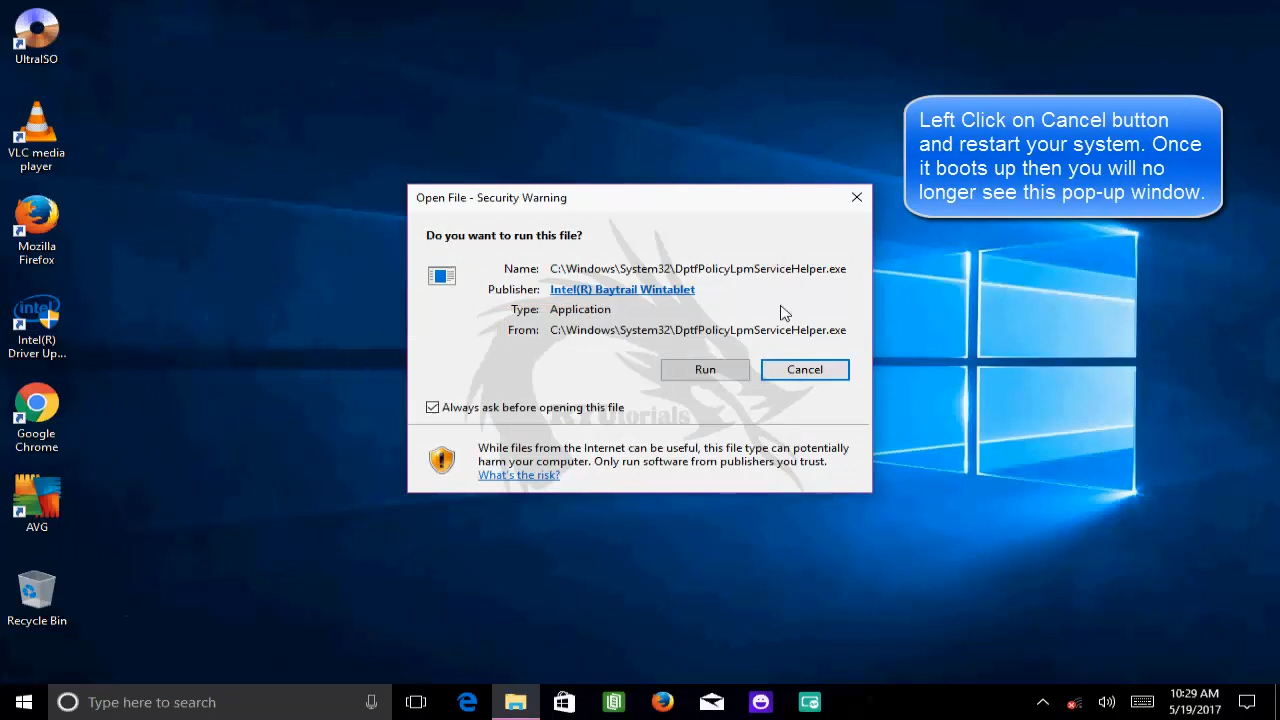 UltraISO
VLC media
player
Mozilla
Firefox
intel
Intel(R)
Driver Up...
Google
Chrome
AVG
Recycle Bin
Left Click on Cancel button
and restart your system. Once
it boots up then you will no
longer see this pop-up window.
Open File - Security Warning
Do you want to run this file?
Name: C:\Windows\System32\DptfPolicyLpmServiceHelper.exe
Publisher: Intel(R) Baytrail Wintablet
Type: Application
From: C:\Windows\System32\DptfPolicyLpmServiceHelper.exe
Run Cancel
Always ask before opening this file
While files from the Internet can be useful, this file type can potentially
harm your computer. Only run software from publishers you trust.
What's the risk?
Type here to search
10:29 AM
5/19/2017